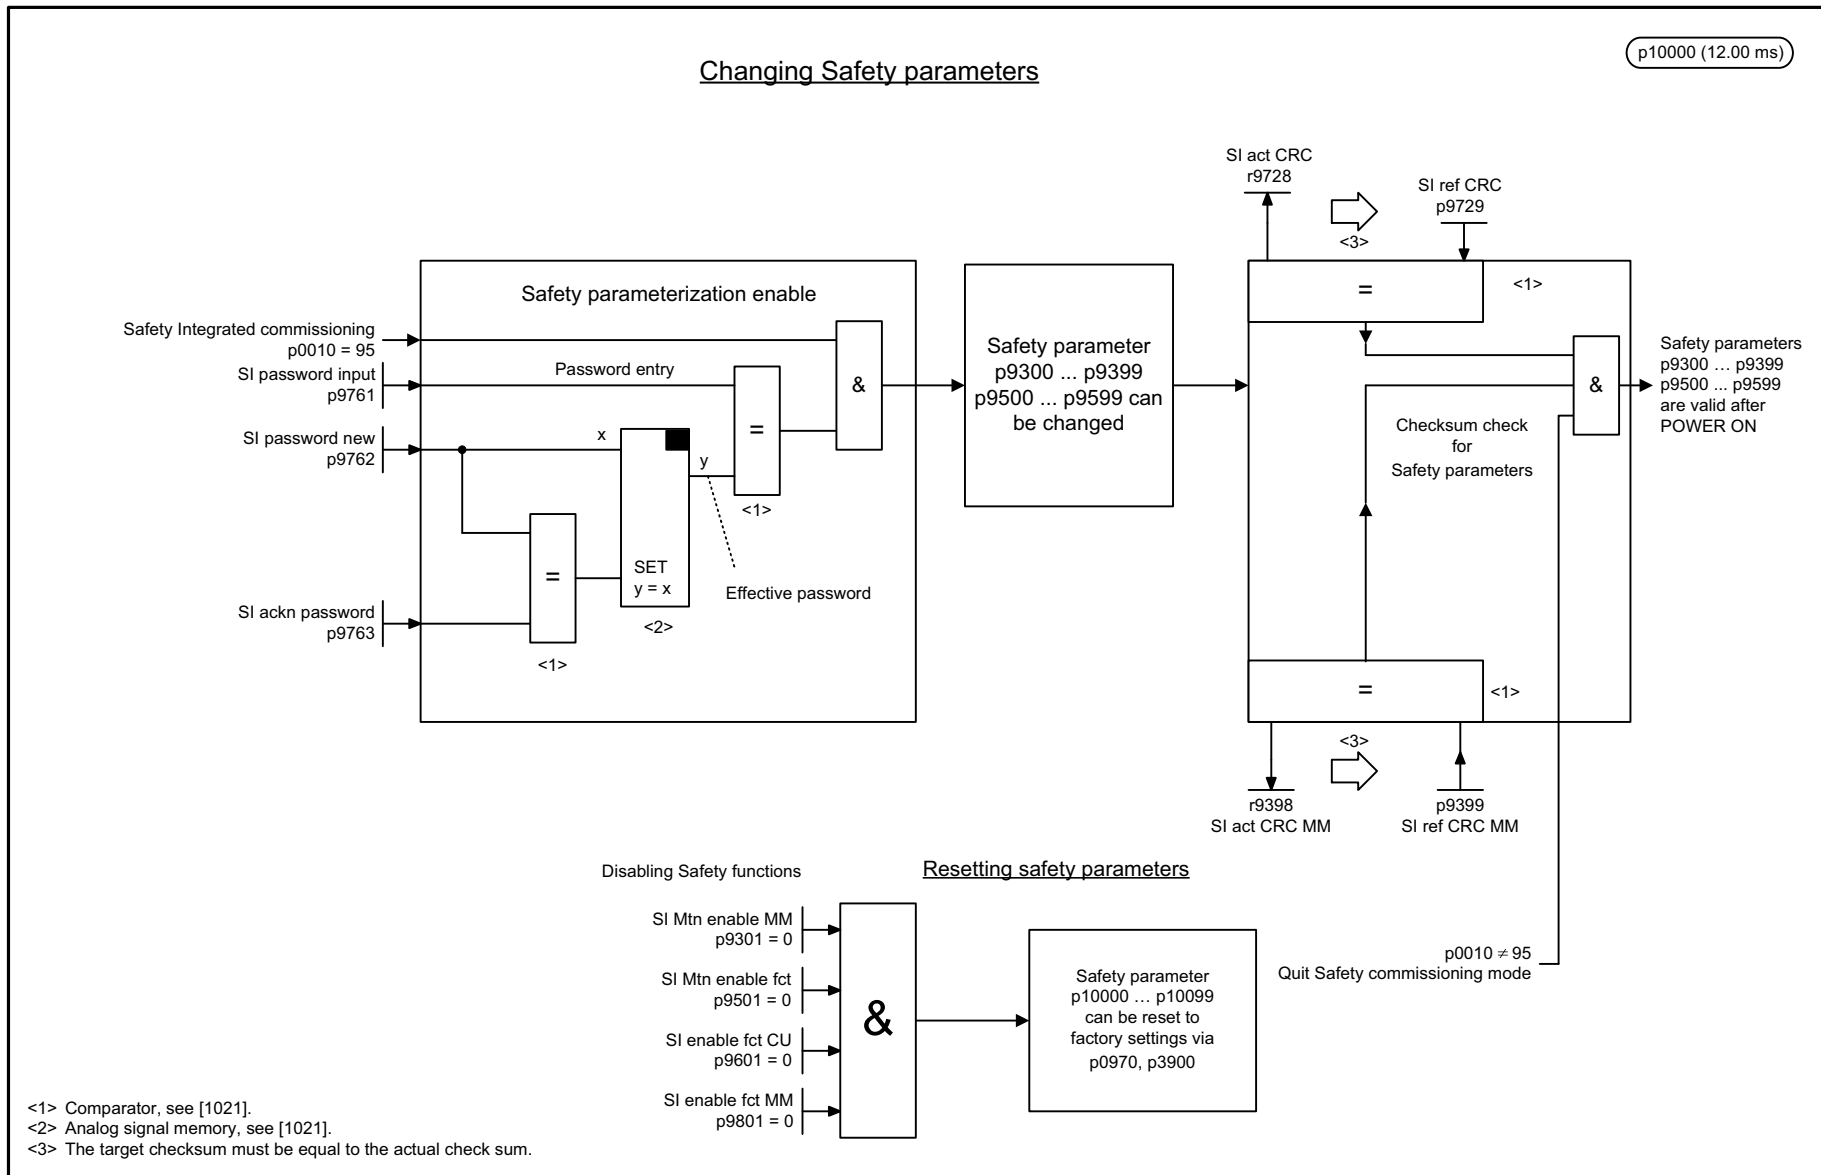 p10000 (12.00 ms)
Changing Safety parameters
SI act CRC
r9728
SI ref CRC
p9729
<3>
Safety parameterization enable
=
<1>
Safety Integrated commissioning
p0010 = 95
SI password input
p9761
Password entry
SI password new
p9762
x
y
=
<1>
&
Safety parameter
p9300 ... p9399
p9500 ... p9599 can
be changed
&
Safety parameters
p9300 … p9399
p9500 ... p9599
are valid after
POWER ON
Checksum check
for
Safety parameters
=
SET
y = x
Effective password
SI ackn password
p9763
<2>
<1>
=
<1>
<3>
r9398
SI act CRC MM
p9399
SI ref CRC MM
Disabling Safety functions
Resetting safety parameters
SI Mtn enable MM
p9301 = 0
SI Mtn enable fct
p9501 = 0
SI enable fct CU
p9601 = 0
SI enable fct MM
p9801 = 0
&
Safety parameter
p10000 … p10099
can be reset to
factory settings via
p0970, p3900
p0010 ≠ 95
Quit Safety commissioning mode
<1> Comparator, see [1021].
<2> Analog signal memory, see [1021].
<3> The target checksum must be equal to the actual check sum.